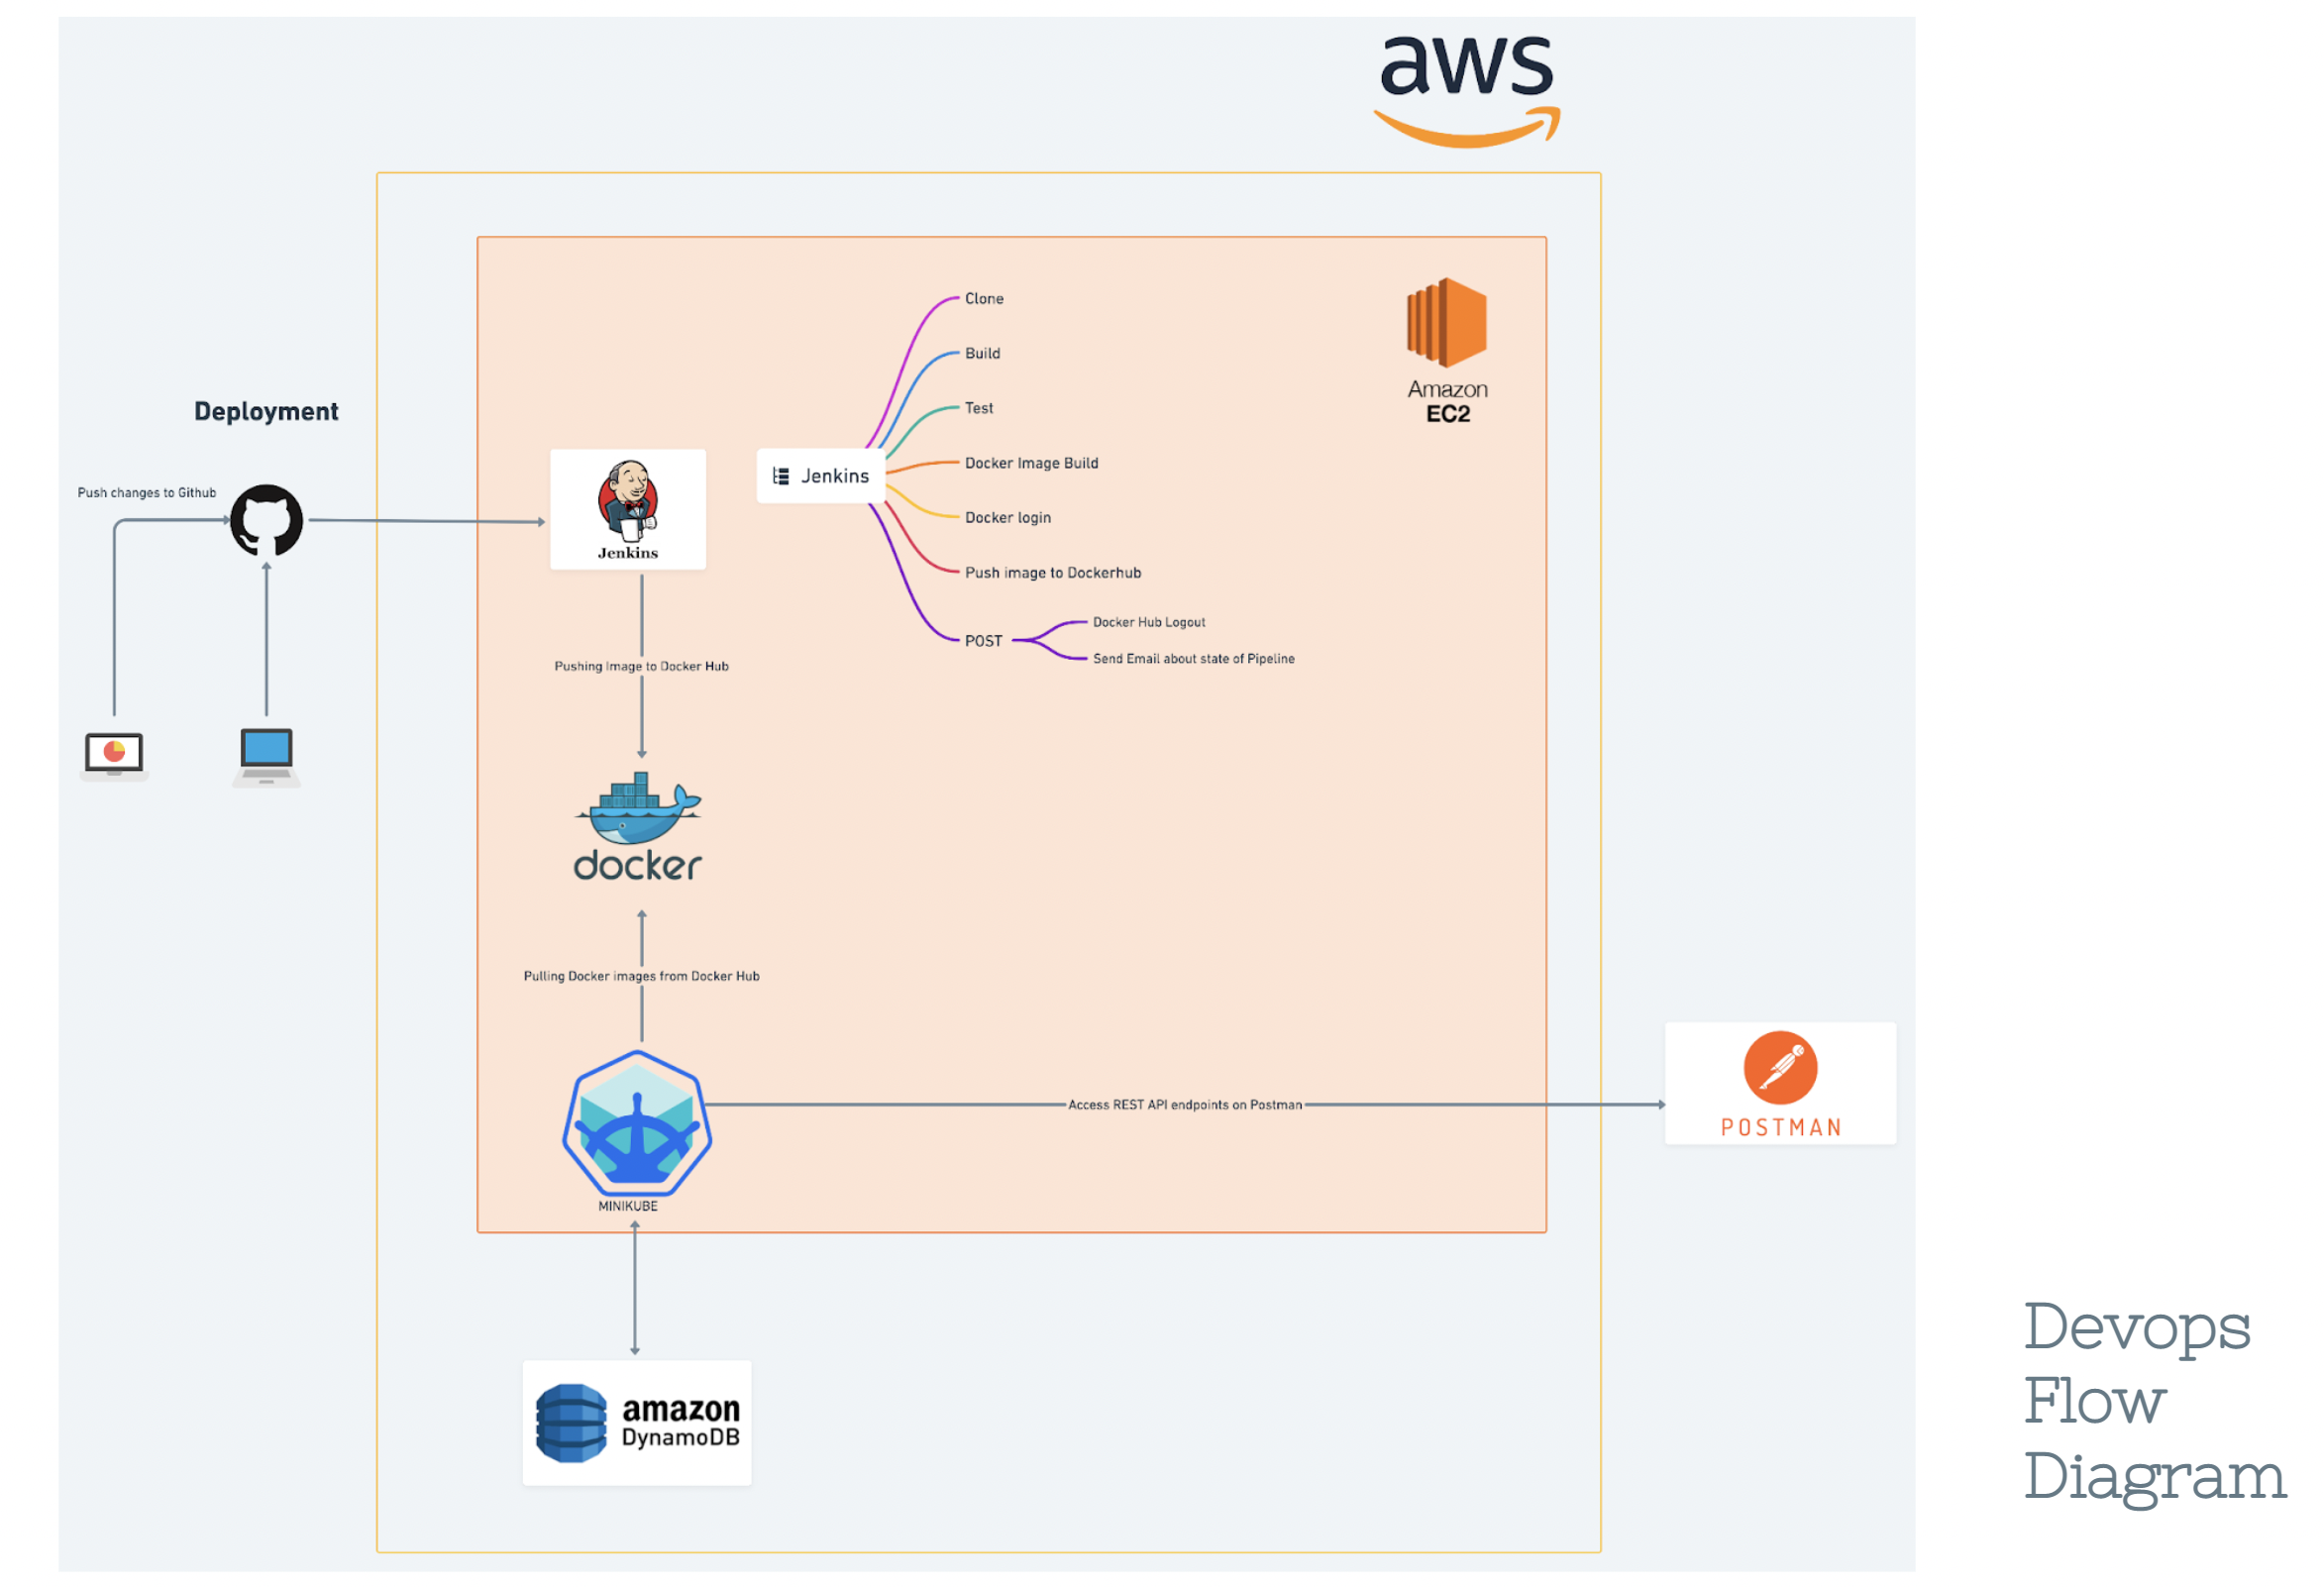 aws
Clone
Build
Amazon
EC2
Deployment
Test
Jenkins
Docker Image Build
Push changes to Github
Docker login
Jenkins
Push image to Dockerhub
POST
Docker Hub Logout
Send Email about state of Pipeline
Pushing Image to Docker Hub
docker
Pulling Docker images from Docker Hub
Access REST API endpoints on Postman
POSTMAN
MINIKUBE
amazon
DynamoDB
Devops
Flow
Diagram